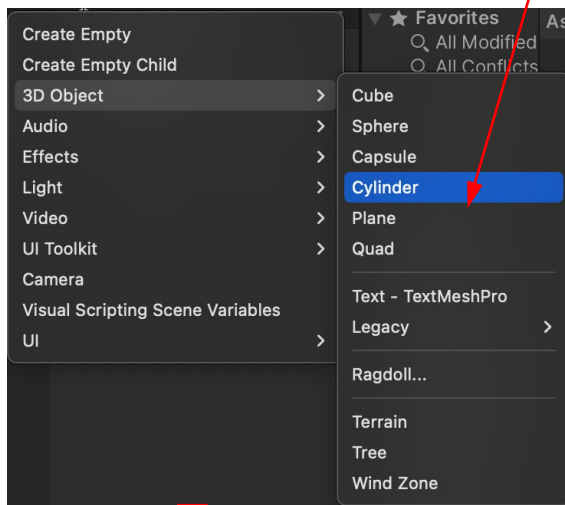 Create Empty
Create Empty Child
3D Object
Audio
Effects
Light
Video
UI Toolkit
Camera
Visual Scripting Scene Variables
UI
Favorites
All Modified
All Conflicts
As
Cube
Sphere
Capsule
Cylinder
Plane
Quad
Text - TextMeshPro
Legacy
Ragdoll...
Terrain
Tree
Wind Zone